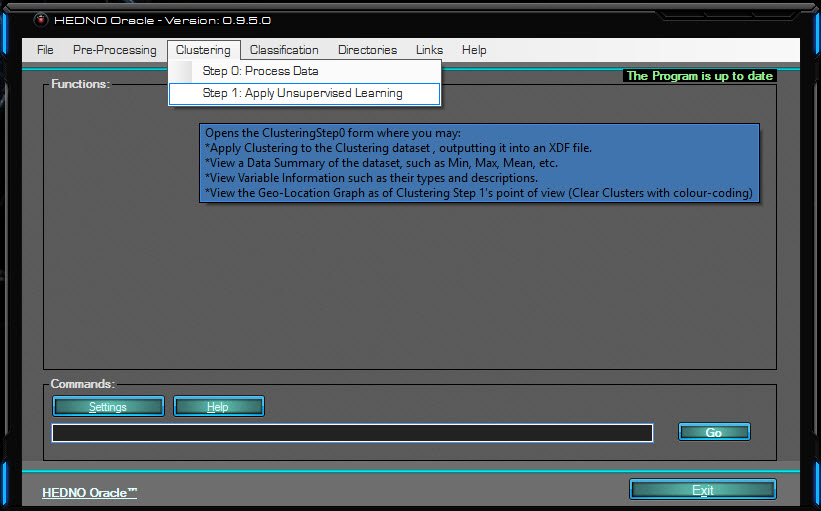 HEDNO Oracle - Version: 0.9.5.0
File Pre-Processing Clustering Classification Directories Links Help
Step 0: Process Data
The Program is up to date
Functions:
Step 1: Apply Unsupervised Learning
Opens the ClusteringStep0 form where you may:
*Apply Clustering to the Clustering dataset , outputting it into an XDF file.
*View a Data Summary of the dataset, such as Min, Max, Mean, etc.
*View Variable Information such as their types and descriptions.
*View the Geo-Location Graph as of Clustering Step 1's point of view (Clear Clusters with colour-coding)
Commands:
Settings Help
Go
HEDNO Oracle™
Exit